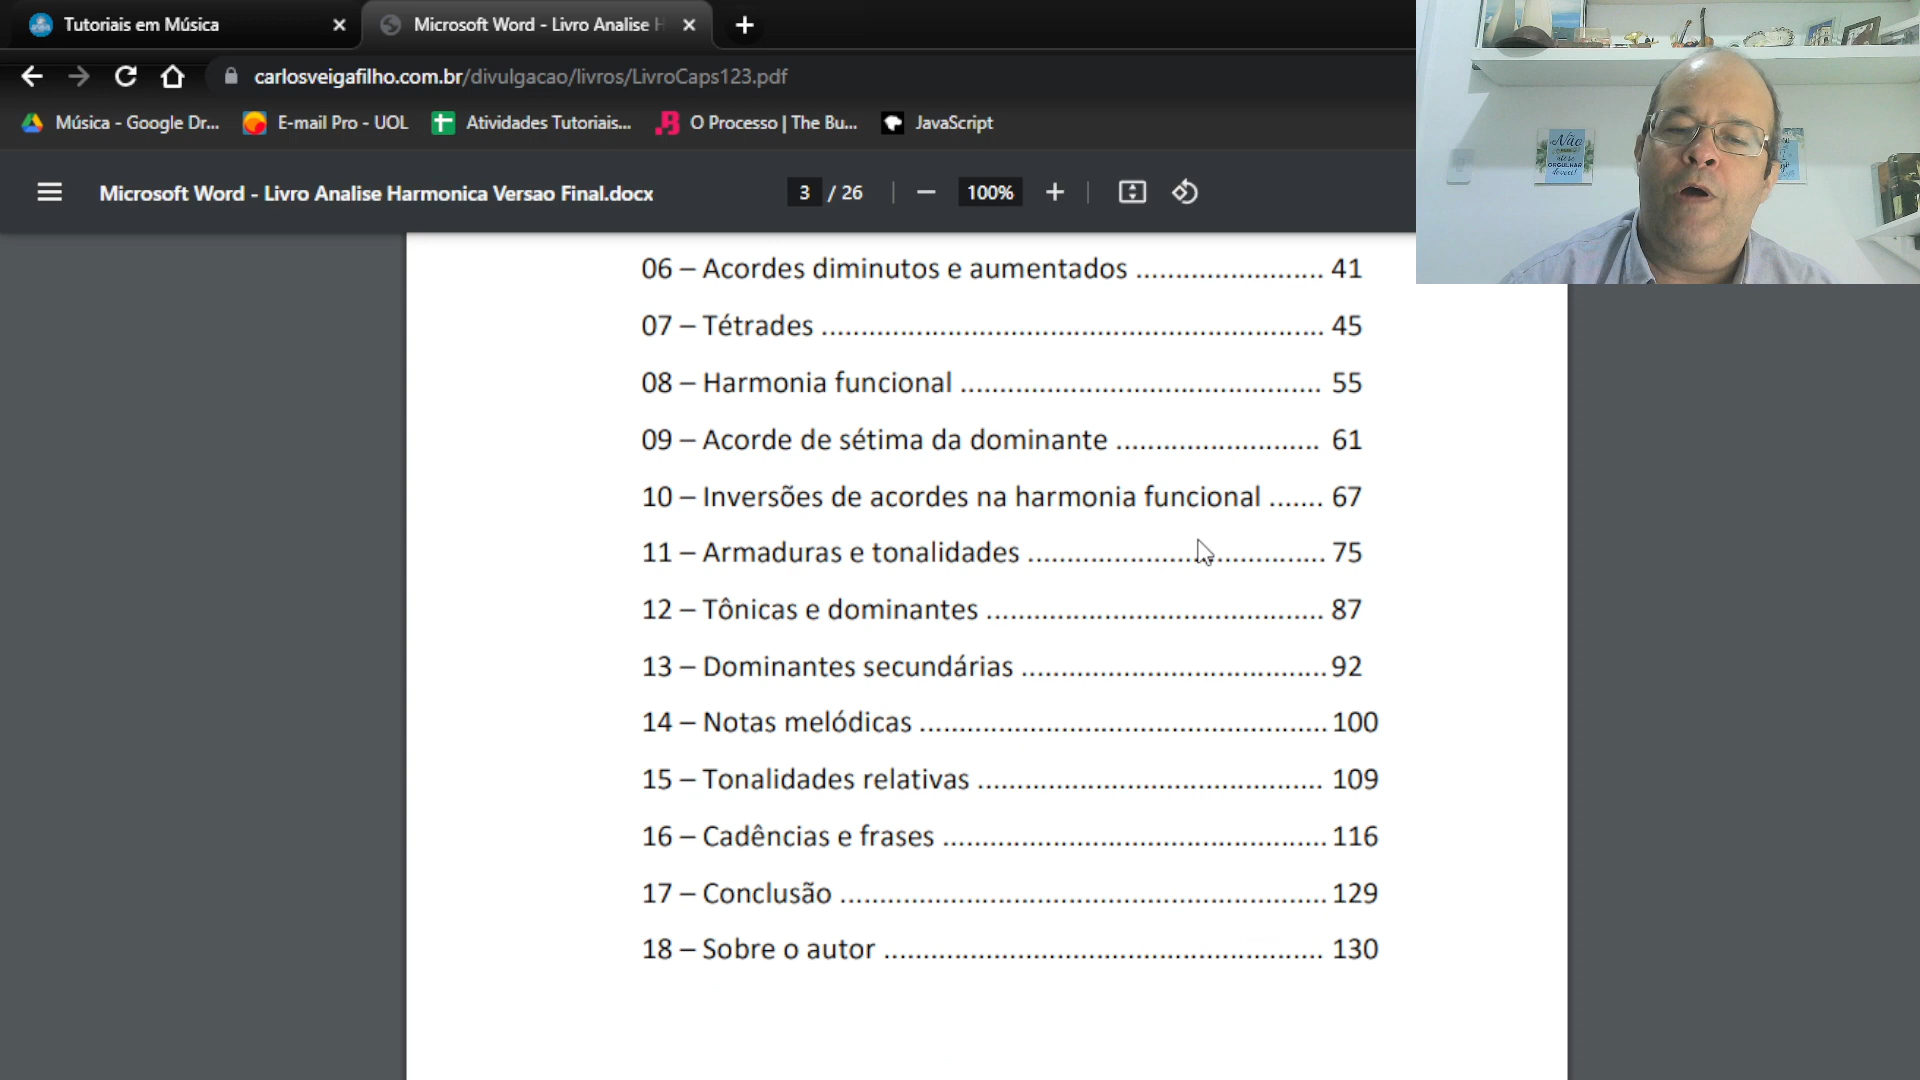 Tutoriais em Música
Microsoft Word - Livro Analise H
carlosveigafilho.com.br/divulgacao/livros/LivroCaps123.pdf
Música - Google Dr...
E-mail Pro - UOL
Atividades Tutoriais...
O Processo | The Bu...
JavaScript
Microsoft Word - Livro Analise Harmonica Versao Final.docx
3 / 26
100%
06 – Acordes diminutos e aumentados ........................ 41
07 – Tétrades ................................................................ 45
08 – Harmonia funcional .............................................. 55
09 – Acorde de sétima da dominante .......................... 61
10 – Inversões de acordes na harmonia funcional ....... 67
11 – Armaduras e tonalidades ...................................... 75
12 – Tônicas e dominantes ........................................... 87
13 – Dominantes secundárias ....................................... 92
14 – Notas melódicas .................................................... 100
15 – Tonalidades relativas ............................................ 109
16 – Cadências e frases ................................................. 116
17 – Conclusão .............................................................. 129
18 – Sobre o autor ........................................................ 130
Não
ORGULHAR